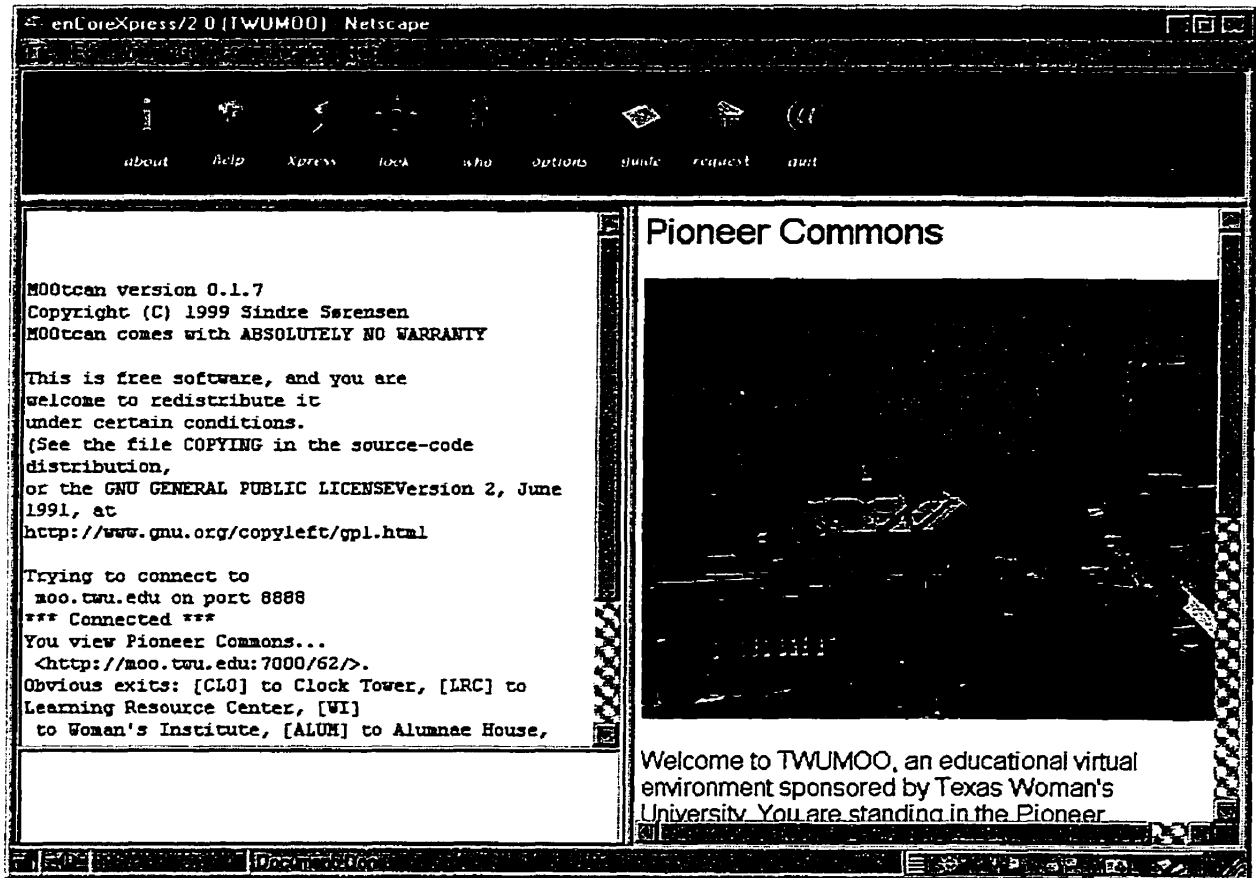 enCoreXpress/2 0 (TWUMOO) Netscape
about help Xpress look who options guide request quit
MOOtcan version 0.1.7
Copyright (C) 1999 Sindre Sørensen
MOOtcan comes with ABSOLUTELY NO WARRANTY
This is free software, and you are
welcome to redistribute it
under certain conditions.
(See the file COPYING in the source-code
distribution,
or the GNU GENERAL PUBLIC LICENSEVersion 2, June
1991, at
http://www.gnu.org/copyleft/gpl.html
Trying to connect to
moo.twu.edu on port 8888
*** Connected ***
You view Pioneer Commons...
<http://moo.twu.edu:7000/62/>.
Obvious exits: [CLO] to Clock Tower, [LRC] to
Learning Resource Center, [WI]
to Woman's Institute, [ALUM] to Alumnae House,
Pioneer Commons
Welcome to TWUMOO, an educational virtual
environment sponsored by Texas Woman's
University. You are standing in the Pioneer